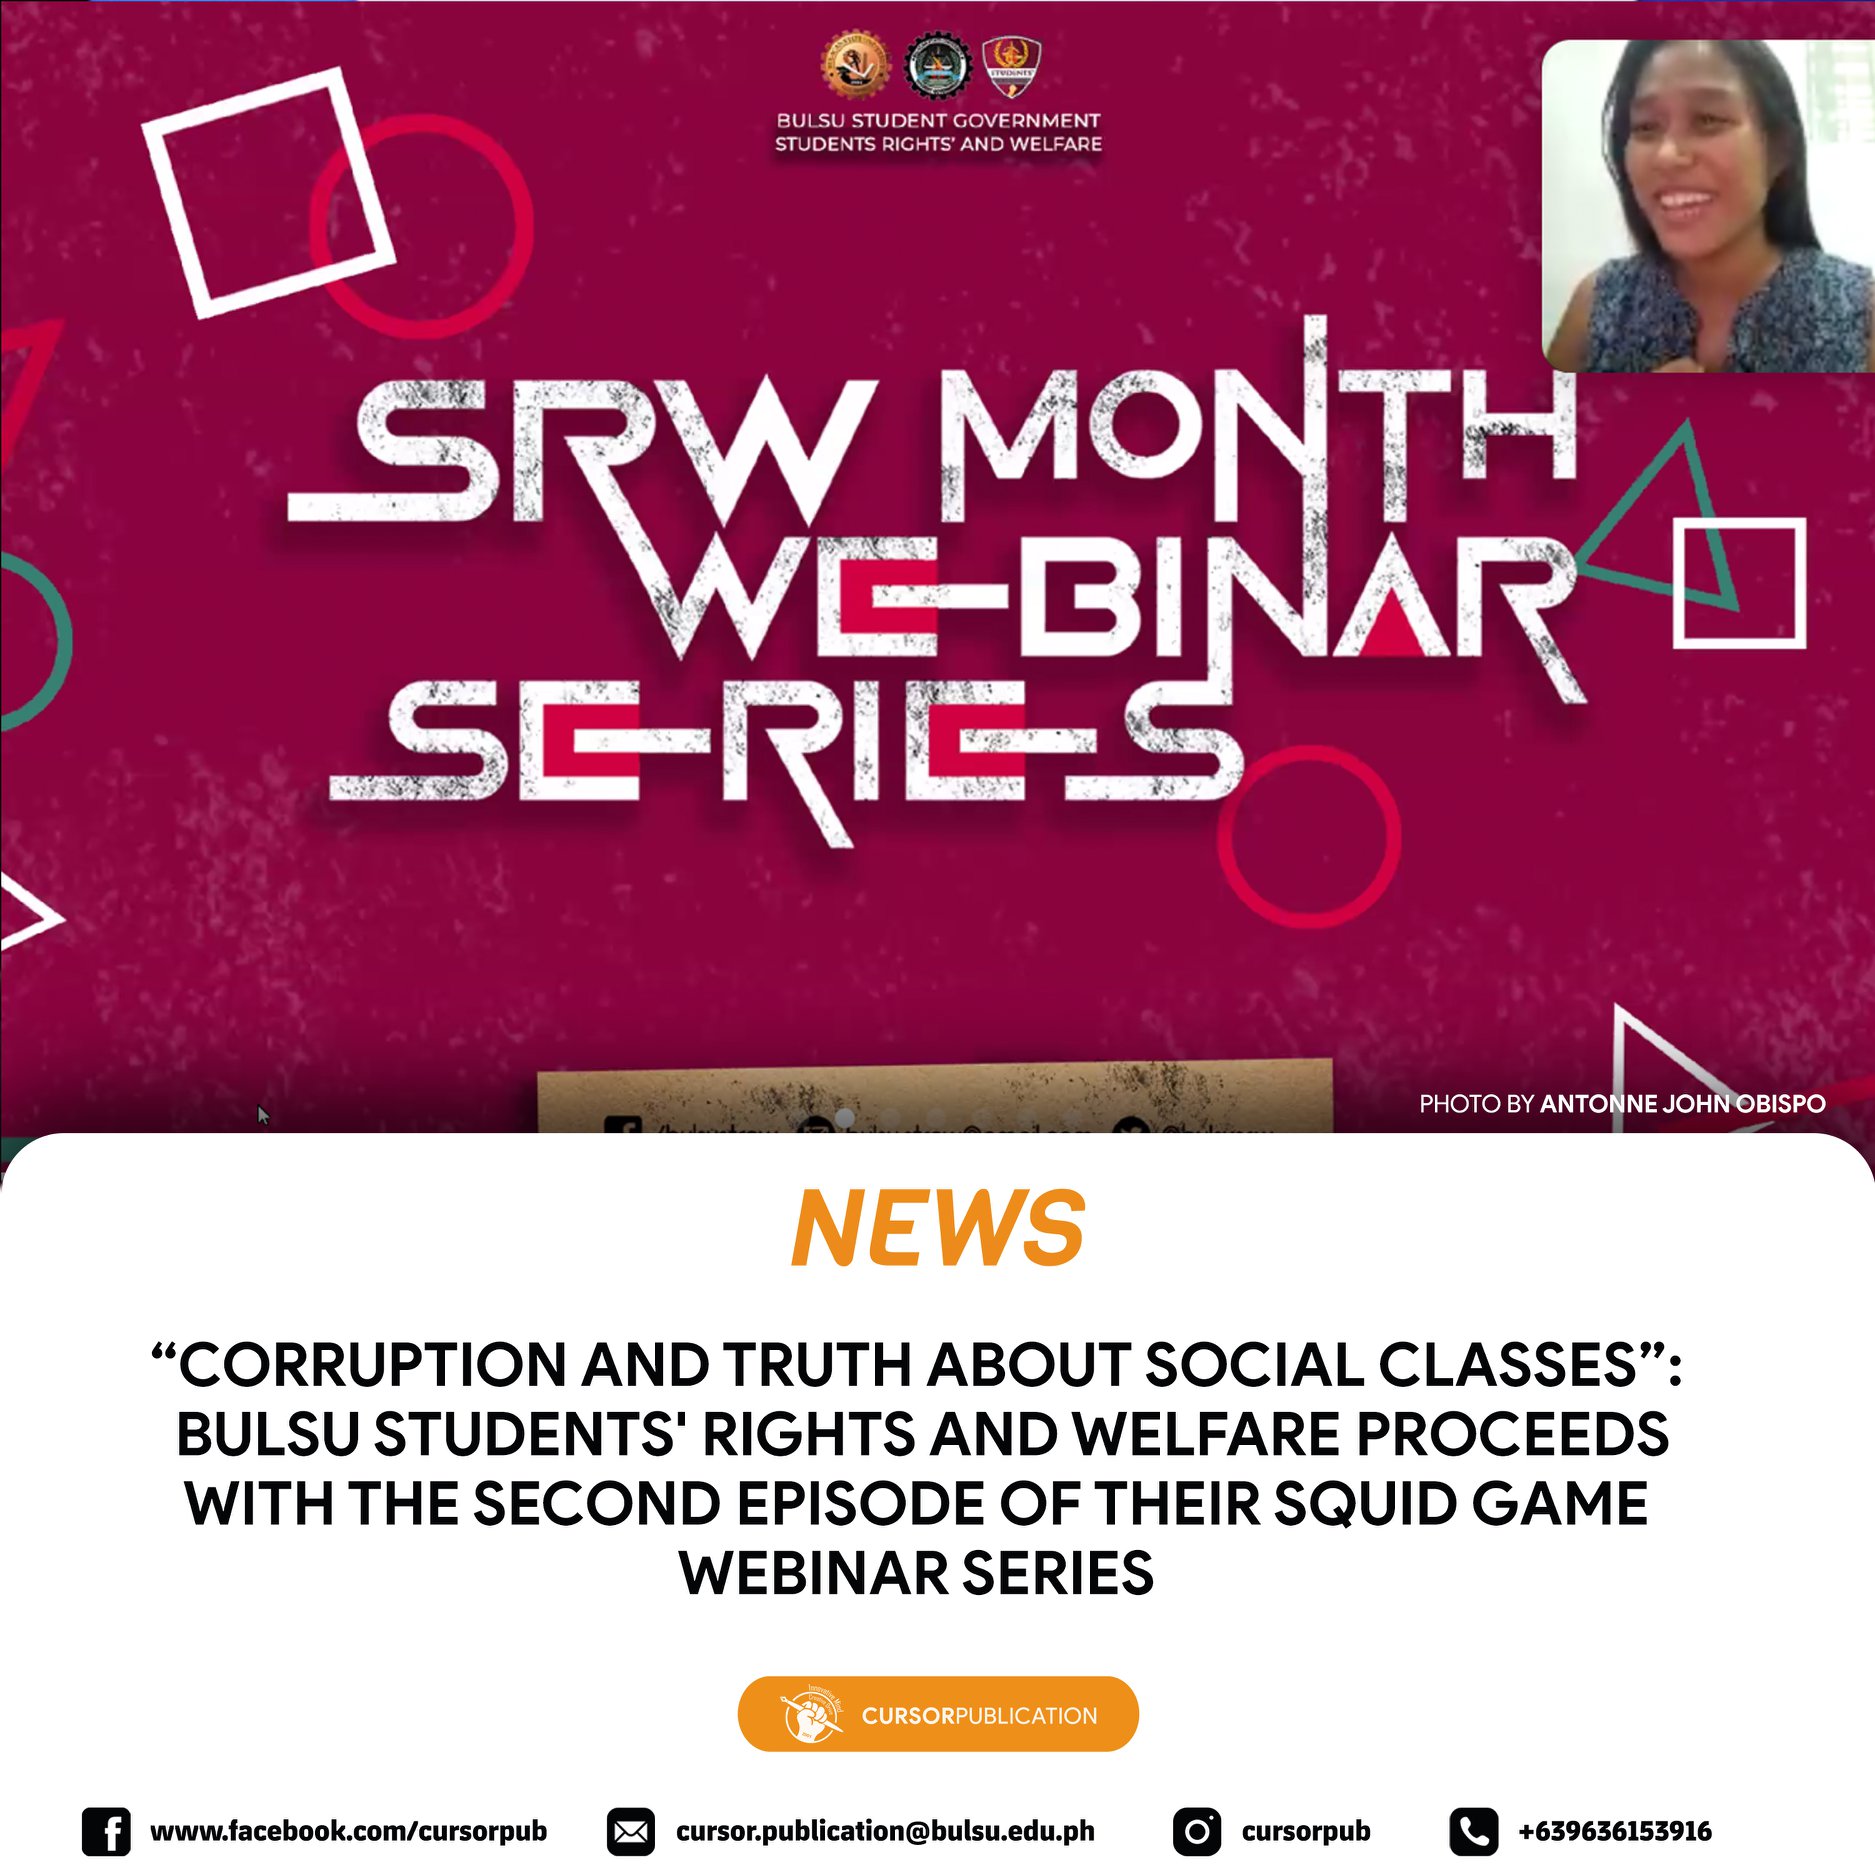 BULSU STUDENT GOVERNMENT
STUDENTS RIGHTS' AND WELFARE
SRW MONTH
WEBINAR
SERIES
PHOTO BY ANTONNE JOHN OBISPO
NEWS
“CORRUPTION AND TRUTH ABOUT SOCIAL CLASSES”:
BULSU STUDENTS' RIGHTS AND WELFARE PROCEEDS
WITH THE SECOND EPISODE OF THEIR SQUID GAME
WEBINAR SERIES
CURSORPUBLICATION
www.facebook.com/cursorpub
cursor.publication@bulsu.edu.ph
cursorpub
+639636153916